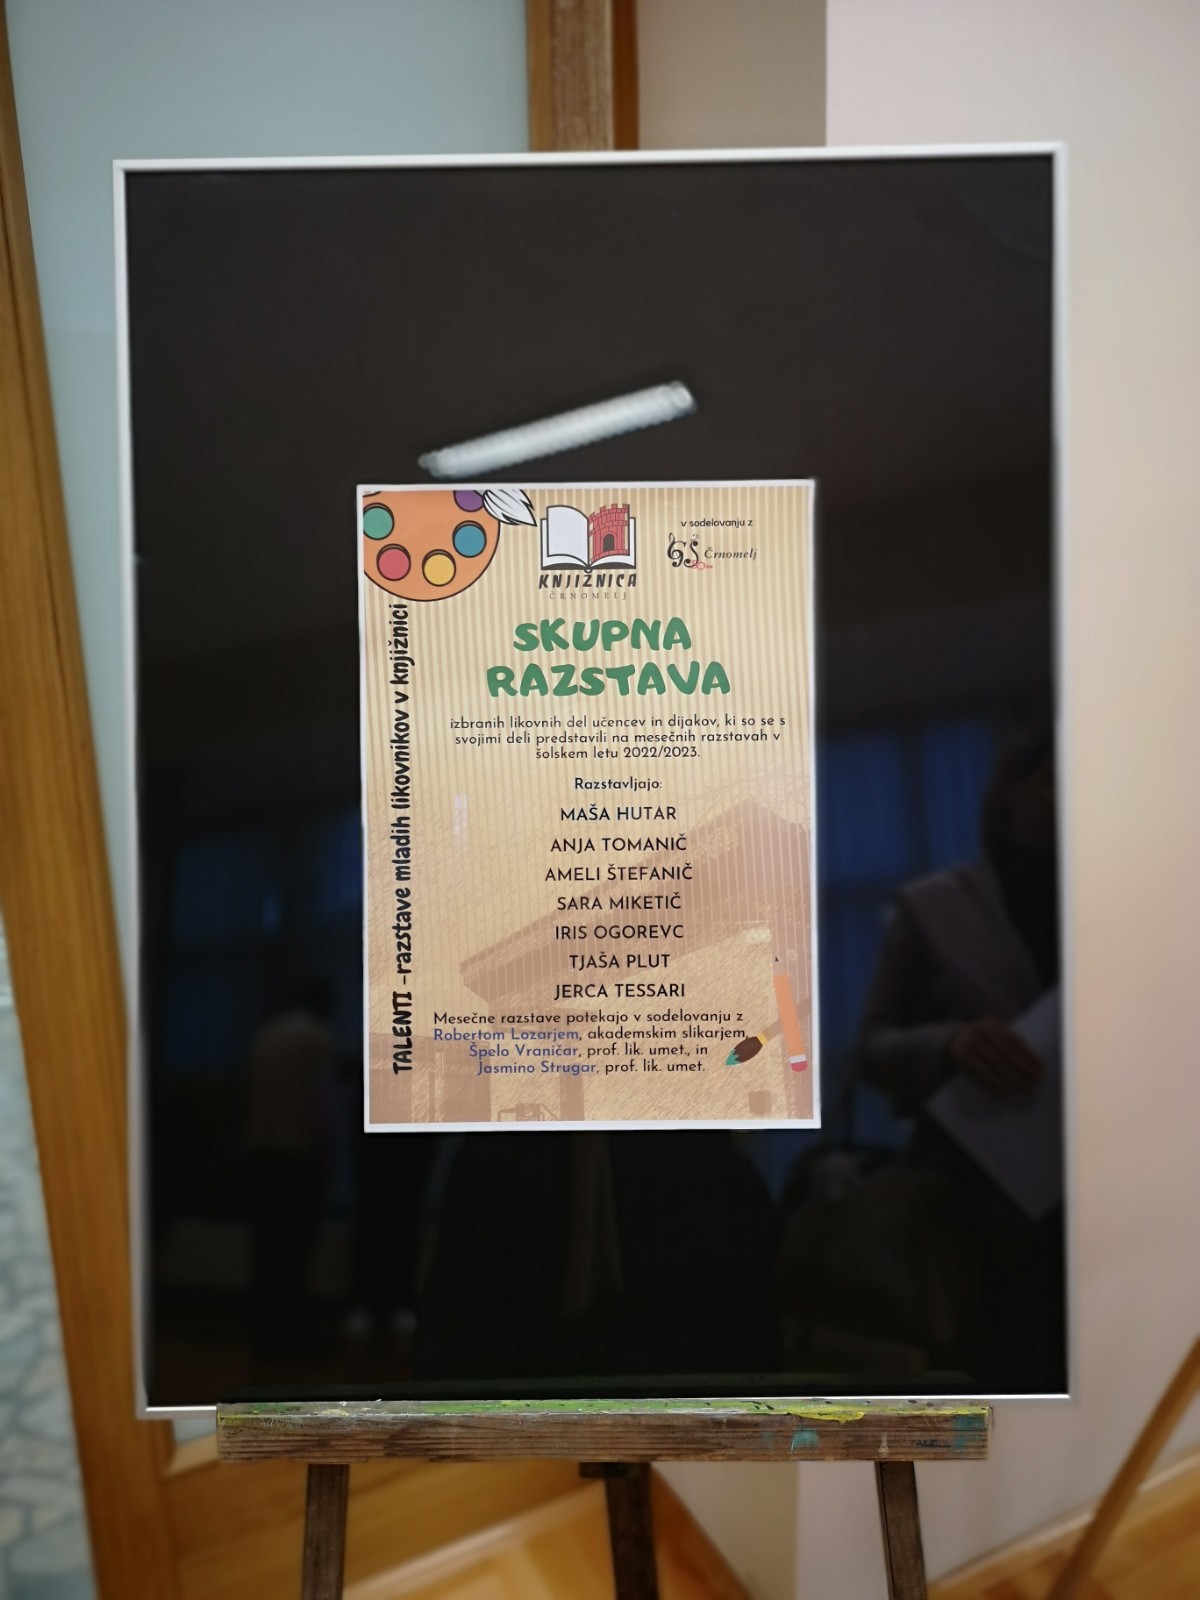 KNJIŽNICA
ČRNOMELJ
v sodelovanju z
GŠ Črnomelj
SKUPNA
RAZSTAVA
izbranih likovnih del učencev in dijakov, ki so se s
svojimi deli predstavili na mesečnih razstavah v
šolskem letu 2022/2023.
Razstavljajo:
MAŠA HUTAR
ANJA TOMANIČ
AMELI ŠTEFANIČ
SARA MIKETIČ
IRIS OGOREVC
TJAŠA PLUT
JERCA TESSARI
Mesečne razstave potekajo v sodelovanju z
Robertom Lozarjem, akademskim slikarjem,
Špelo Vraničar, prof. lik. umet., in
Jasmino Strugar, prof. lik. umet.
TALENTI -razstave mladih likovnikov v knjižnici